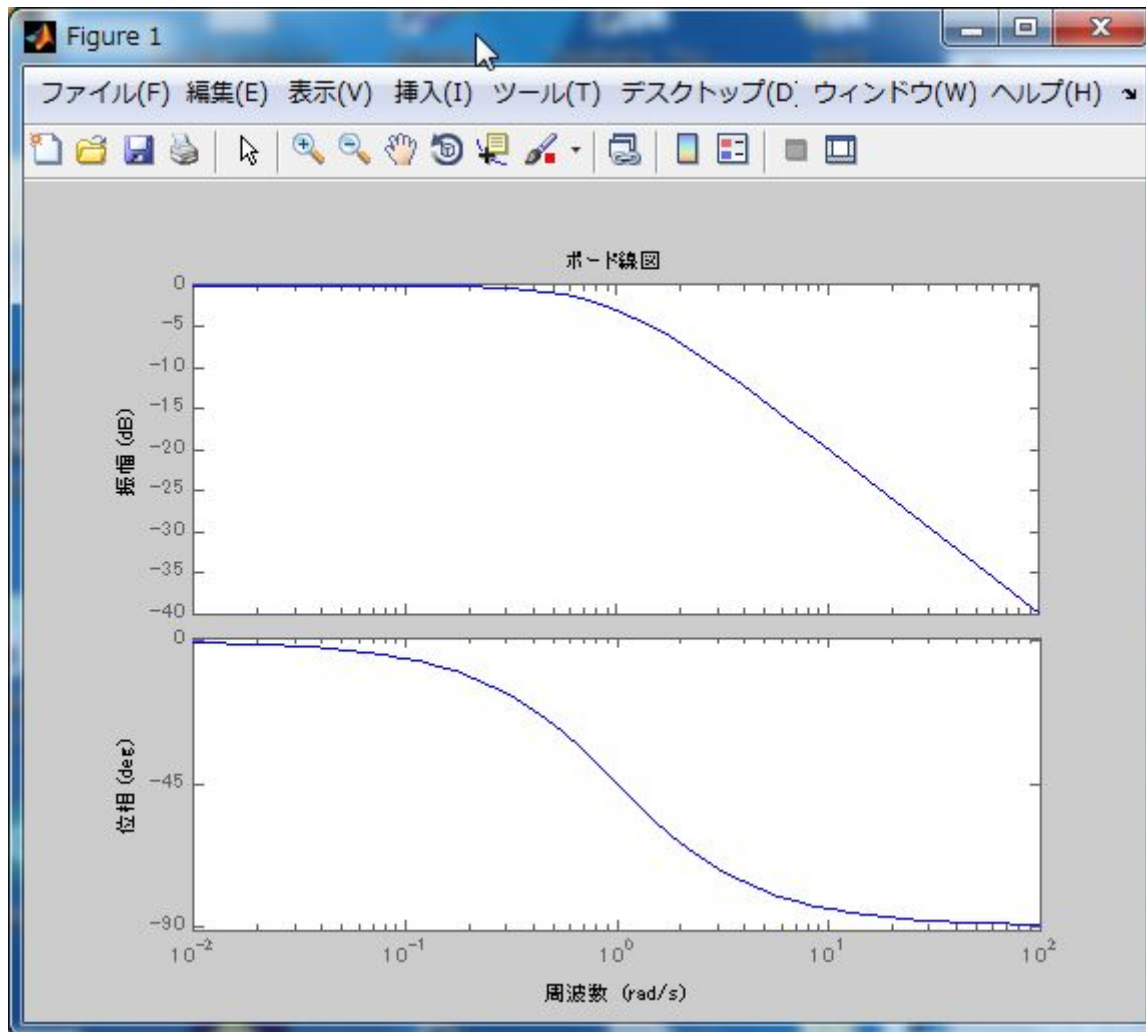 Figure 1
ファイル(F) 編集(E) 表示(V) 挿入(I) ツール(T) デスクトップ(D) ウィンドウ(W) ヘルプ(H)
ボード線図
0
-5
-10
-15
-20
-25
-30
-35
-40
振幅 (dB)
0
-45
-90
位相 (deg)
10^-2
10^-1
10^0
10^1
10^2
周波数 (rad/s)